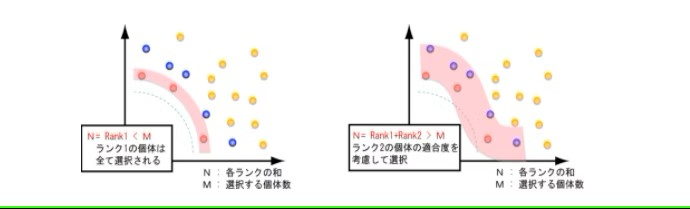 N= Rank1 < M
ランク1の個体は
全て選択される
N : 各ランクの和
M : 選択する個体数
N= Rank1+Rank2 > M
ランク2の個体の適合度を
考慮して選択
N : 各ランクの和
M : 選択する個体数